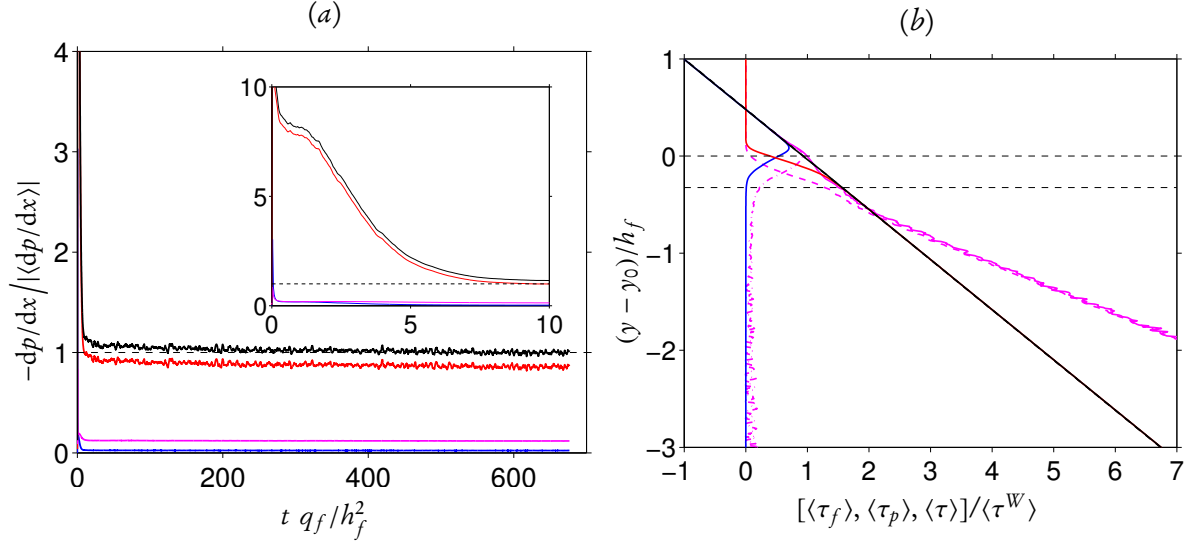 (a)
(b)
−dp/dx/|⟨dp/dx⟩|
4
3
2
1
0
0 200 400 600
t q_f/h_f^2
10
5
0
0 5 10
(y − y_0)/h_f
1
0
−1
−2
−3
−1 0 1 2 3 4 5 6 7
[⟨τ_f⟩, ⟨τ_p⟩, ⟨τ⟩]/⟨τ^W⟩